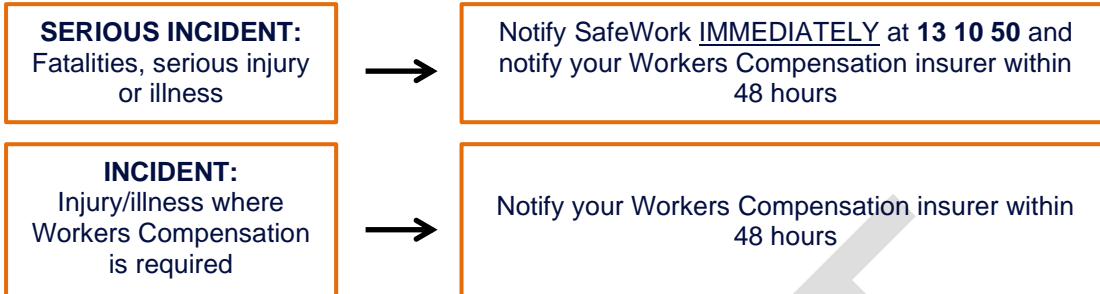 SERIOUS INCIDENT:
Fatalities, serious injury
or illness
Notify SafeWork IMMEDIATELY at 13 10 50 and
notify your Workers Compensation insurer within
48 hours
INCIDENT:
Injury/illness where
Workers Compensation
is required
Notify your Workers Compensation insurer within
48 hours